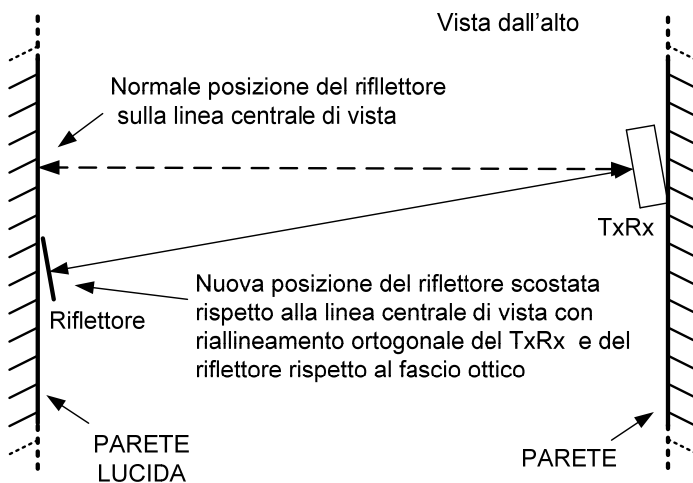 Vista dall'alto
Normale posizione del rifllettore
sulla linea centrale di vista
TxRx
Nuova posizione del riflettore scostata
rispetto alla linea centrale di vista con
riallineamento ortogonale del TxRx e del
riflettore rispetto al fascio ottico
Riflettore
PARETE
LUCIDA
PARETE